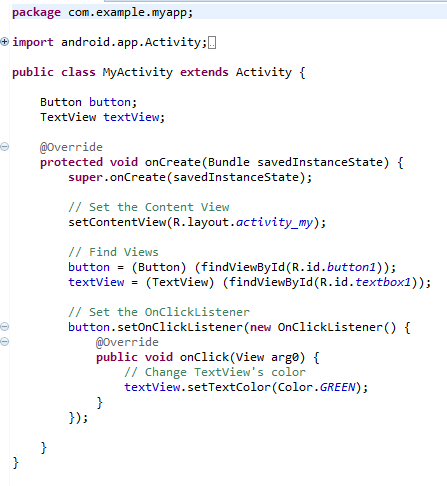 package com.example.myapp;
import android.app.Activity;
public class MyActivity extends Activity {
Button button;
TextView textView;
@Override
protected void onCreate(Bundle savedInstanceState) {
super.onCreate(savedInstanceState);
// Set the Content View
setContentView(R.layout.activity_my);
// Find Views
button = (Button) (findViewById(R.id.button1));
textView = (TextView) (findViewById(R.id.textbox1));
// Set the OnClickListener
button.setOnClickListener(new OnClickListener() {
@Override
public void onClick(View arg0) {
// Change TextView's color
textView.setTextColor(Color.GREEN);
}
});
}
}